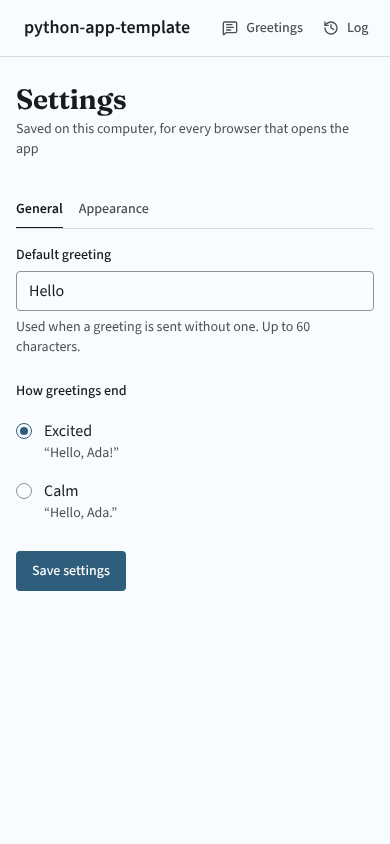 python-app-template
Greetings
Log
Settings
Saved on this computer, for every browser that opens the
app
General
Appearance
Default greeting
Hello
Used when a greeting is sent without one. Up to 60
characters.
How greetings end
Excited
“Hello, Ada!”
Calm
“Hello, Ada.”
Save settings